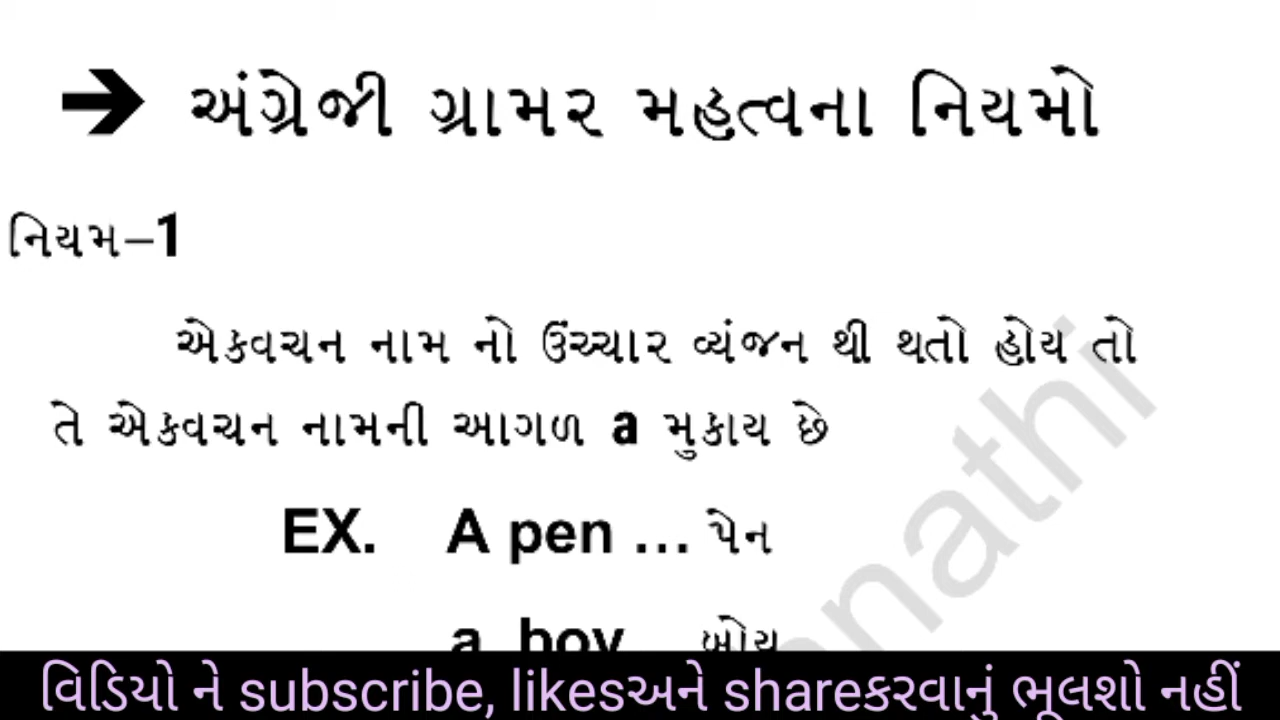 ➔ અંગ્રેજી ગ્રામર મહત્વના નિયમો
નિયમ–1
એકવચન નામ નો ઉચ્ચાર વ્યંજન થી થતો હોય તો
તે એકવચન નામની આગળ a મુકાય છે
EX. A pen ... પેન
a boy ... બોય
વિડિયો ને subscribe, likesઅને shareકરવાનું ભૂલશો નહીં